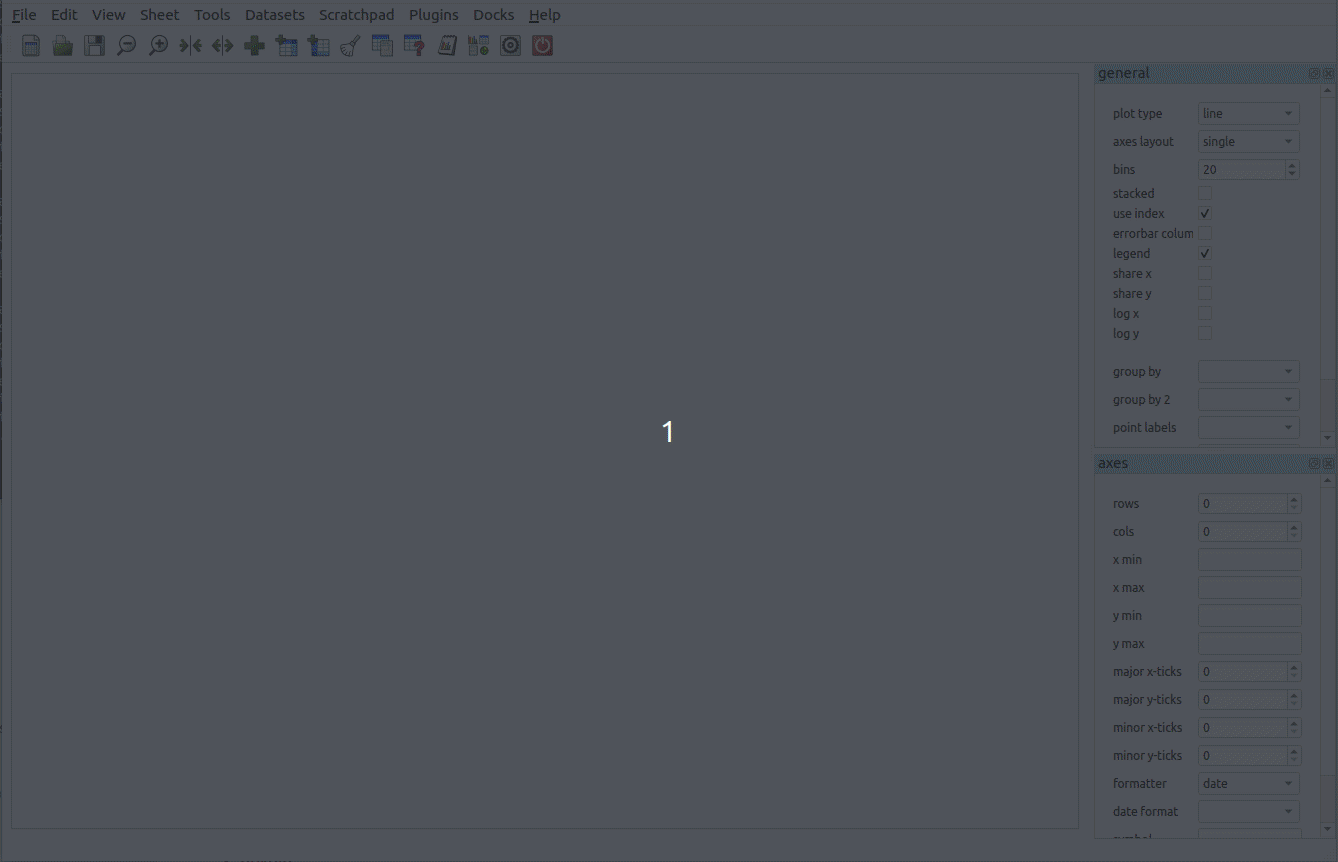 File Edit View Sheet Tools Datasets Scratchpad Plugins Docks Help
general
plot type line
axes layout single
bins 20
stacked
use index
errorbar colum
legend
share x
share y
log x
log y
group by
group by 2
point labels
1
axes
rows 0
cols 0
x min
x max
y min
y max
major x-ticks 0
major y-ticks 0
minor x-ticks 0
minor y-ticks 0
formatter date
date format